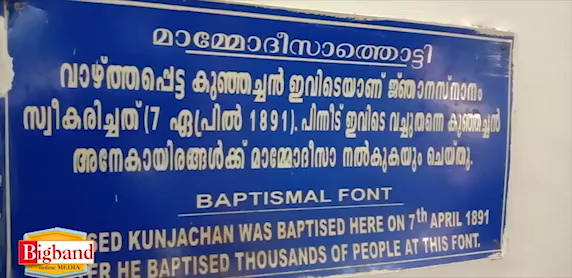 മാമ്മോദീസാത്തൊട്ടി
വാഴ്ത്തപ്പെട്ട കുഞ്ഞച്ചൻ ഇവിടെയാണ് ജ്ഞാനസ്നാനം
സ്വീകരിച്ചത് (7 ഏപ്രിൽ 1891). പിന്നീട് ഇവിടെ വച്ചുതന്നെ കുഞ്ഞച്ചൻ
അനേകായിരങ്ങൾക്ക് മാമ്മോദീസാ നൽകുകയും ചെയ്തു.
BAPTISMAL FONT
KUNJACHAN WAS BAPTISED HERE ON 7th APRIL 1891
HE BAPTISED THOUSANDS OF PEOPLE AT THIS FONT.
Bigband
online MEDIA